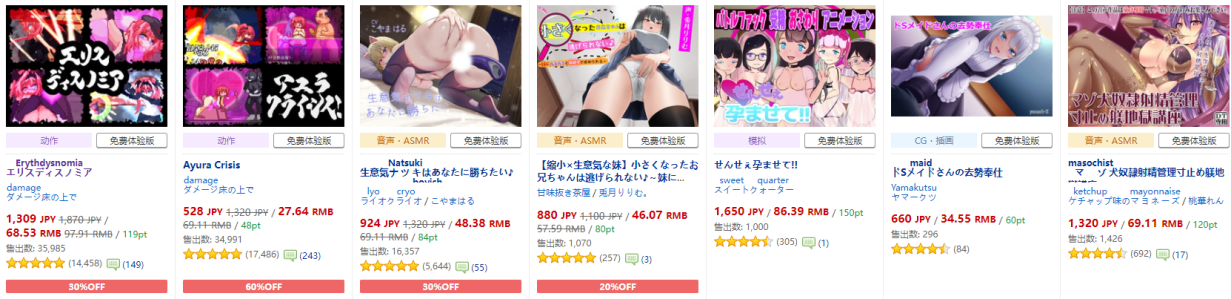 エリス
ディスノミア
动作
免费体验版
Erythdysnomia
エリスディスノミア
damage
ダメージ床の上で
1,309 JPY 1,870 JPY /
68.53 RMB 97.91 RMB / 119pt
售出数: 35,985
(14,458) (149)
30%OFF
アスラ
クライシス!
动作
免费体验版
Ayura Crisis
damage
ダメージ床の上で
528 JPY 1,320 JPY / 27.64 RMB
69.11 RMB / 48pt
售出数: 34,991
(17,486) (243)
60%OFF
CV
こやまはる
生意気ナツキは
あなたに勝ちたい
音声・ASMR
免费体验版
Natsuki
生意気ナツキはあなたに勝ちたい♪
boyish
lyo cryo
ライオクライオ / こやまはる
924 JPY 1,320 JPY / 48.38 RMB
69.11 RMB / 84pt
售出数: 16,357
(5,644) (55)
30%OFF
小さく
なった
は
逃げられない♪
声・兎月りりむ。
音声・ASMR
免费体验版
【縮小×生意気な妹】小さくなったお
兄ちゃんは逃げられない♪～妹に...
甘味抜き茶屋 / 兎月りりむ。
880 JPY 1,100 JPY / 46.07 RMB
57.59 RMB / 80pt
售出数: 1,070
(257) (3)
20%OFF
バトルファック 妊婦 おさわり アニメーション
せんせぇ
孕ませて!!
模拟
免费体验版
せんせぇ孕ませて!!
sweet quarter
スイートクォーター
1,650 JPY / 86.39 RMB / 150pt
售出数: 1,000
(305) (1)
ドSメイドさんの去勢奉仕
CG・插画
免费体验版
maid
ドSメイドさんの去勢奉仕
Yamakutsu
ヤマークツ
660 JPY / 34.55 RMB / 60pt
售出数: 296
(84)
マゾ犬奴隷射精管理
寸止め躾地獄講座
音声・ASMR
免费体验版
masochist
マゾ犬奴隷射精管理寸止め躾地
ketchup mayonnaise
ケチャップ味のマヨネーズ / 桃華れん
1,320 JPY / 69.11 RMB / 120pt
售出数: 1,426
(692) (17)